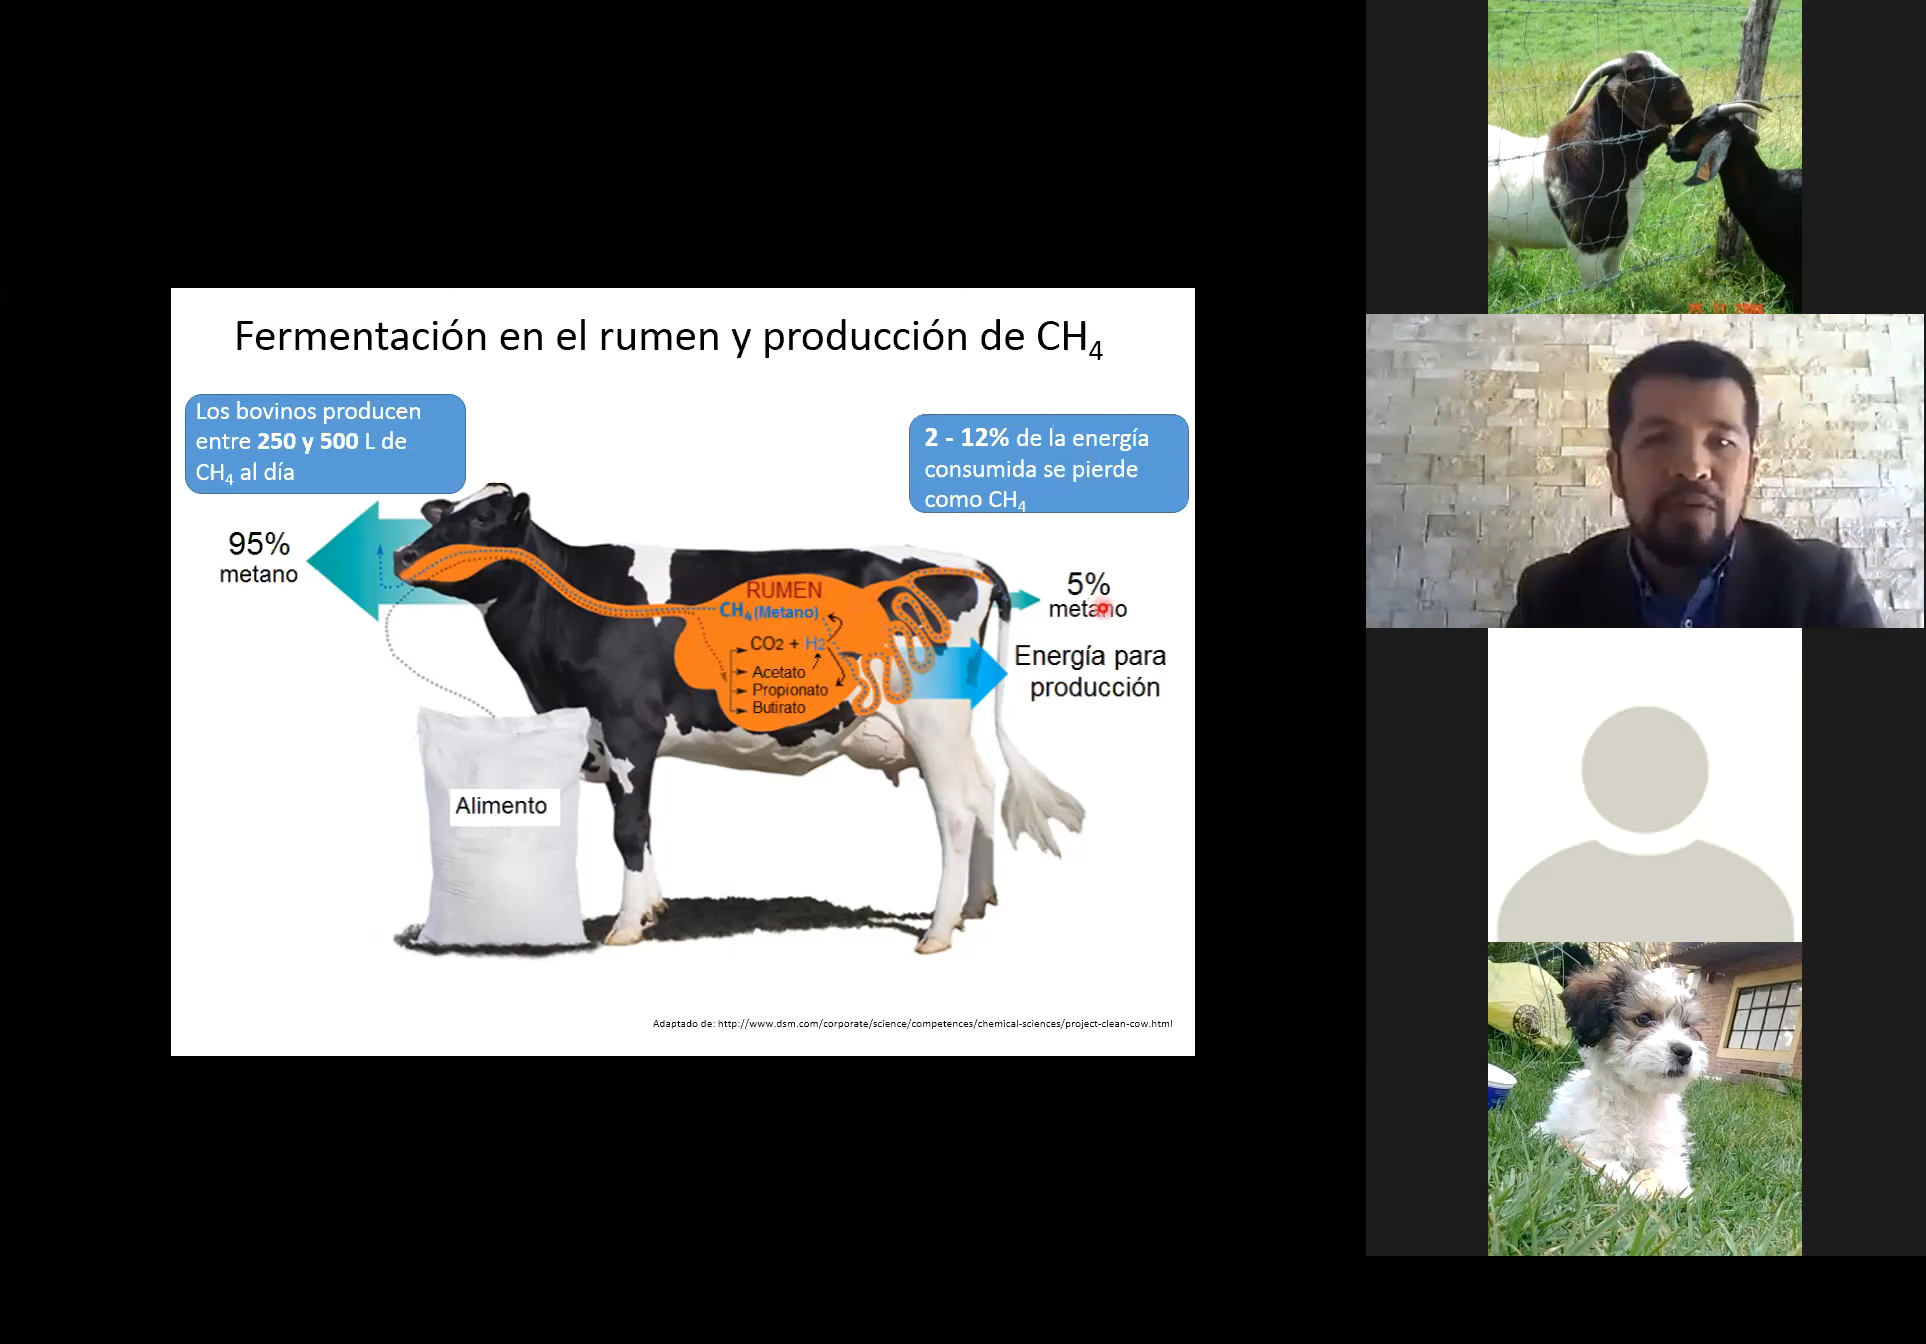 Fermentación en el rumen y producción de CH₄
Los bovinos producen
entre 250 y 500 L de
CH₄ al día
2 - 12% de la energía
consumida se pierde
como CH₄
95%
metano
RUMEN
CH₄ (Metano)
CO2 + H2
Acetato
Propionato
Butirato
5%
metano
Energía para
producción
Alimento
Adaptado de: http://www.dsm.com/corporate/science/competences/chemical-sciences/project-clean-cow.html